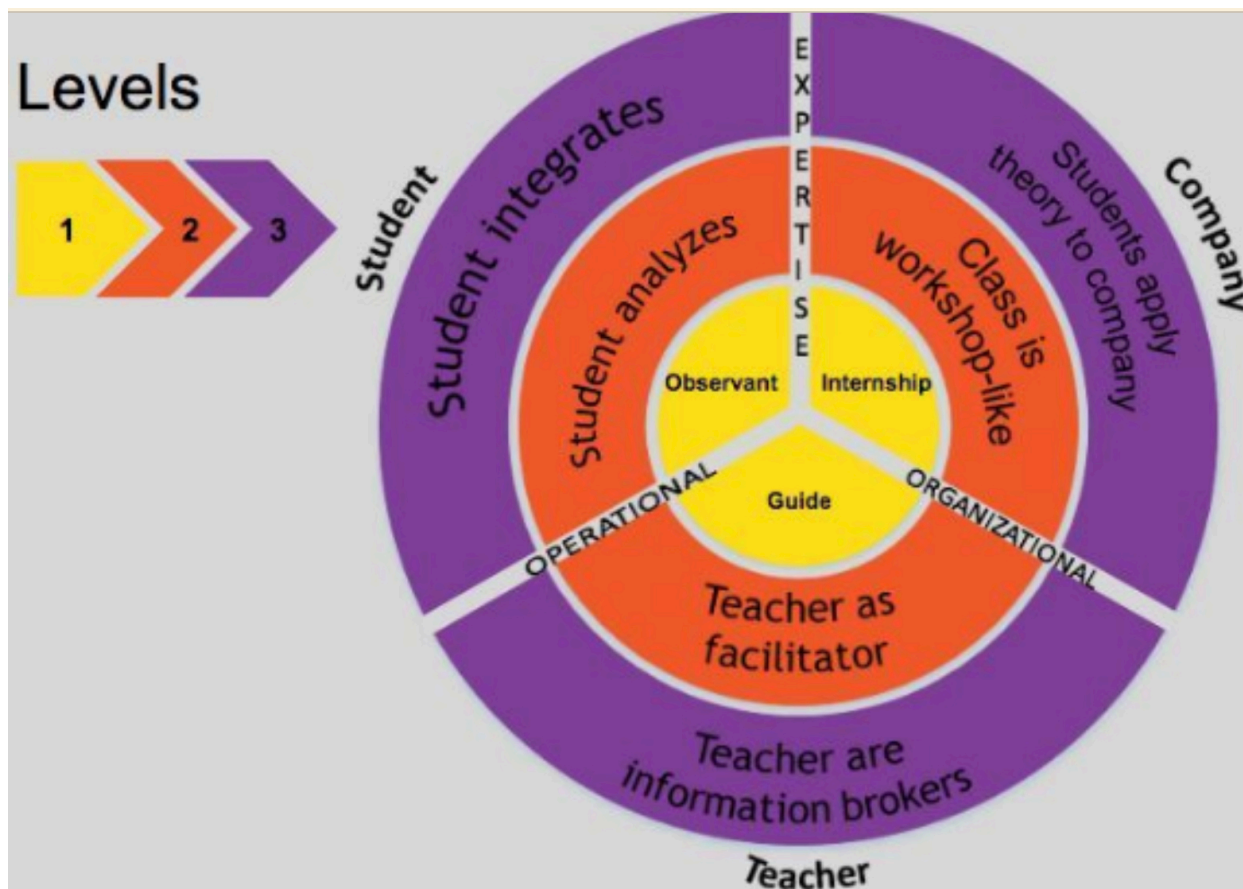 Levels
1
2
3
Student
Company
Teacher
EXPERTISE
OPERATIONAL
ORGANIZATIONAL
Student integrates
Student analyzes
Observant
Students apply
theory to company
Class is
workshop-like
Internship
Guide
Teacher as
facilitator
Teacher are
information brokers